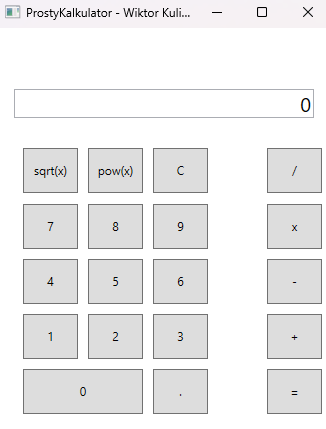 ProstyKalkulator - Wiktor Kuli...
0
sqrt(x) pow(x) C /
7 8 9 x
4 5 6 -
1 2 3 +
0 . =